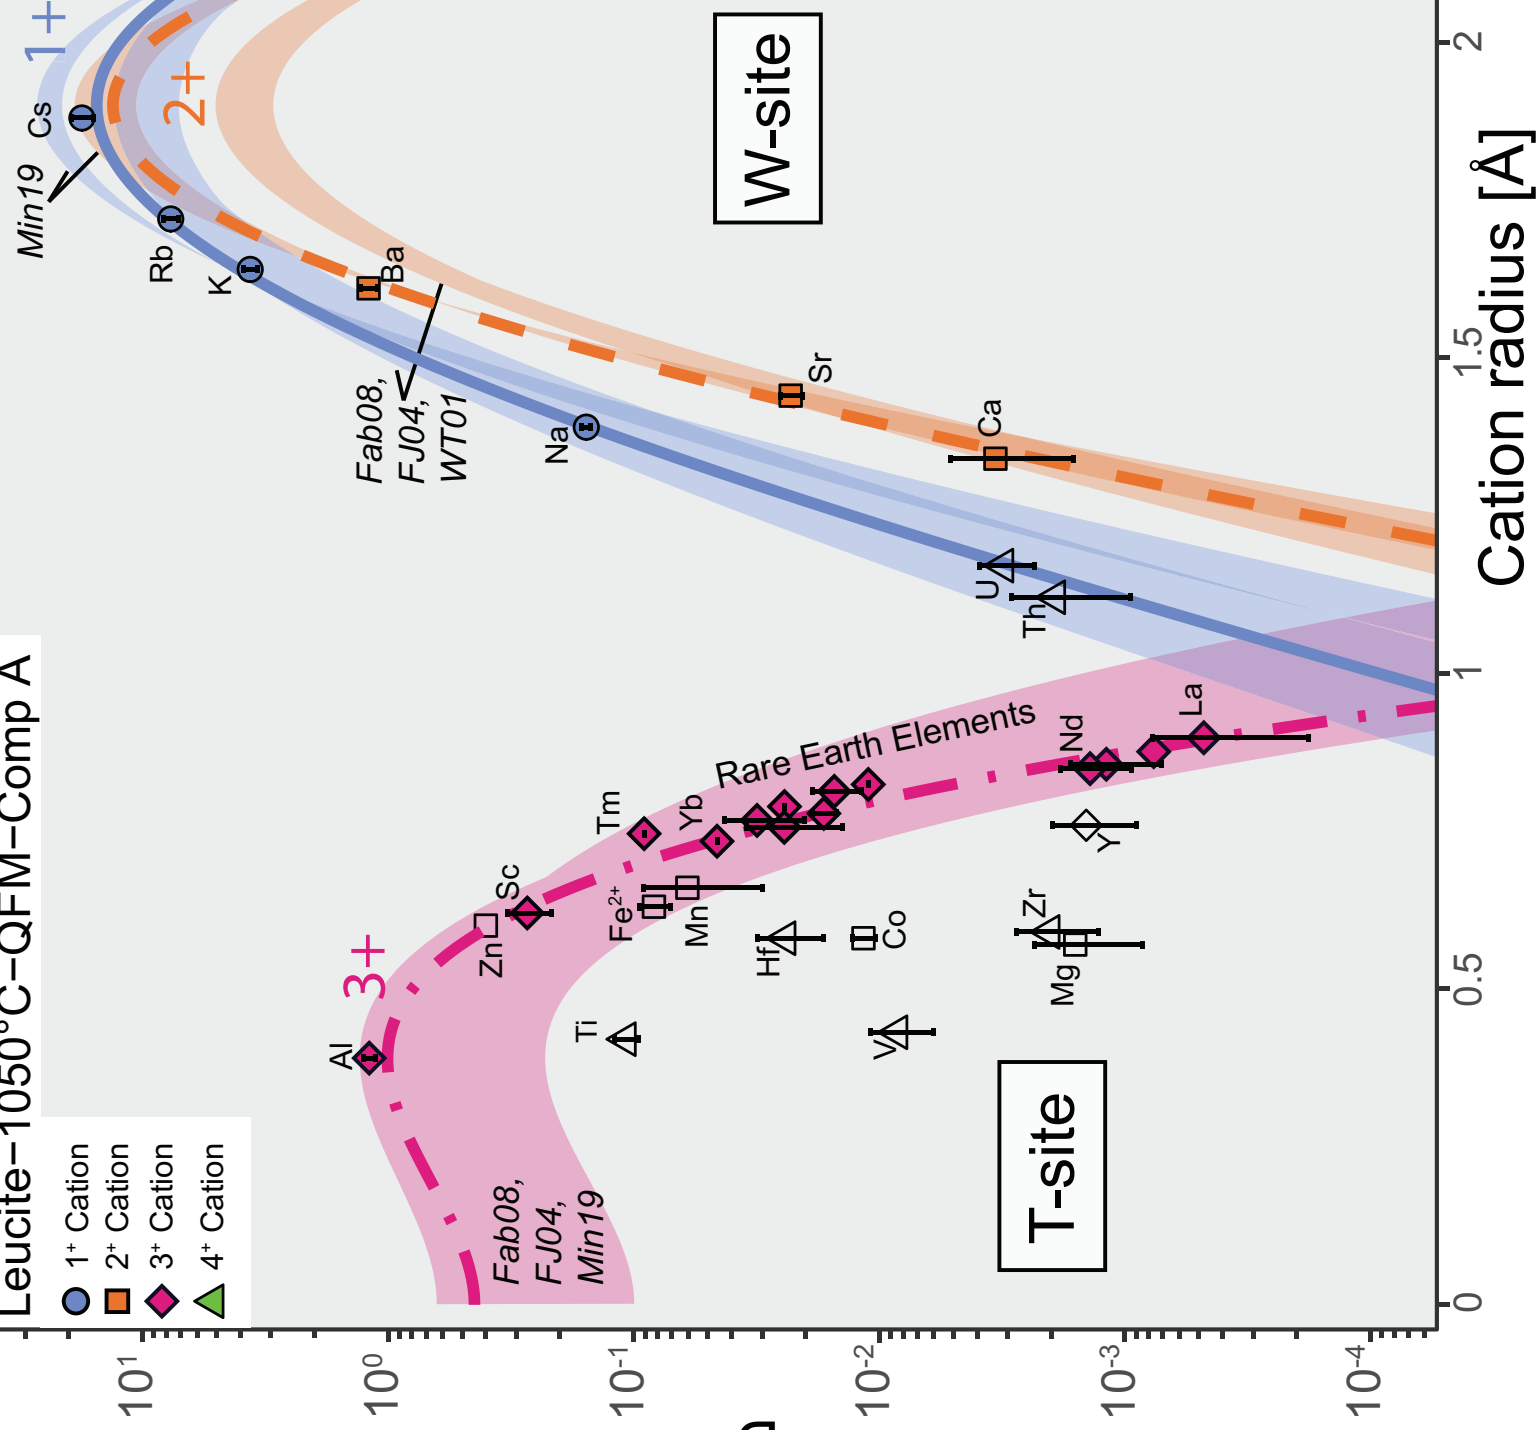 Leucite−1050°C−QFM−Comp A
1⁺ Cation
2⁺ Cation
3⁺ Cation
4⁺ Cation
1+
2+
3+
Min19
Cs
Rb
K
Ba
Fab08,
FJ04,
WT01
Na
Sr
Ca
U
Th
W-site
Rare Earth Elements
Al
Zn
Sc
Tm
Yb
Fe²⁺
Mn
Ti
Hf
Co
V
Zr
Mg
Y
Nd
La
Fab08,
FJ04,
Min19
T-site
10¹
10⁰
10⁻¹
10⁻²
10⁻³
10⁻⁴
0
0.5
1
1.5
2
Cation radius [Å]